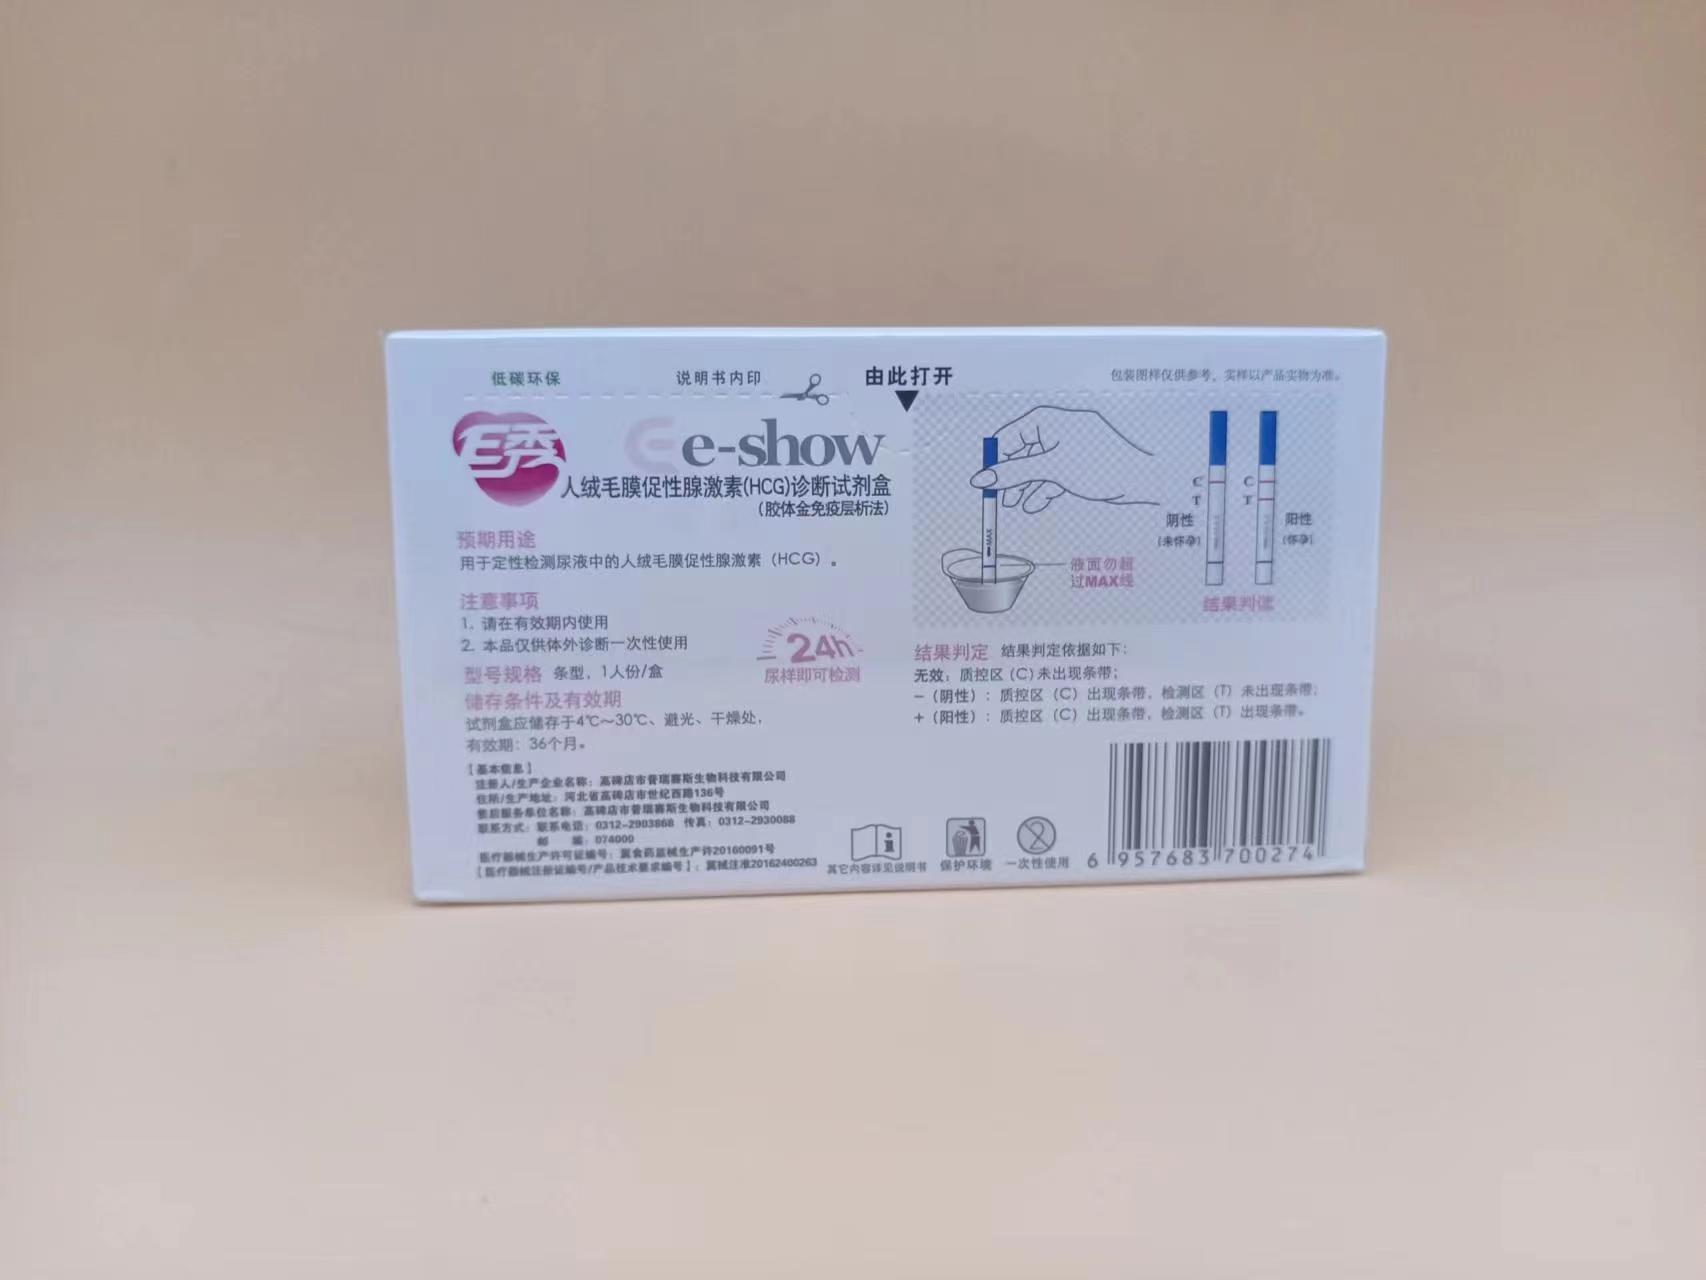 低碳环保
说明书内印
由此打开
包装图样仅供参考，实样以产品实物为准。
E秀
e-show
人绒毛膜促性腺激素(HCG)诊断试剂盒
(胶体金免疫层析法)
预期用途
用于定性检测尿液中的人绒毛膜促性腺激素（HCG）。
注意事项
1. 请在有效期内使用
2. 本品仅供体外诊断一次性使用
24h
尿样即可检测
型号规格 条型，1人份/盒
储存条件及有效期
试剂盒应储存于4℃～30℃、避光、干燥处，
有效期：36个月。
【基本信息】
注册人/生产企业名称：高碑店市普瑞赛斯生物科技有限公司
住所/生产地址：河北省高碑店市世纪西路136号
售后服务单位名称：高碑店市普瑞赛斯生物科技有限公司
联系方式：联系电话：0312-2903868 传真：0312-2930088
邮 编：074000
医疗器械生产许可证编号：冀食药监械生产许20160091号
【医疗器械注册证编号/产品技术要求编号】：冀械注准20162400263
MAX
液面勿超
过MAX线
C C
T T
阴性
(未怀孕)
阳性
(怀孕)
结果判读
结果判定 结果判定依据如下：
无效：质控区 (C) 未出现条带；
－（阴性）：质控区（C）出现条带，检测区（T）未出现条带；
＋（阳性）：质控区（C）出现条带，检测区（T）出现条带。
其它内容详见说明书
保护环境
一次性使用
6 957683 700274